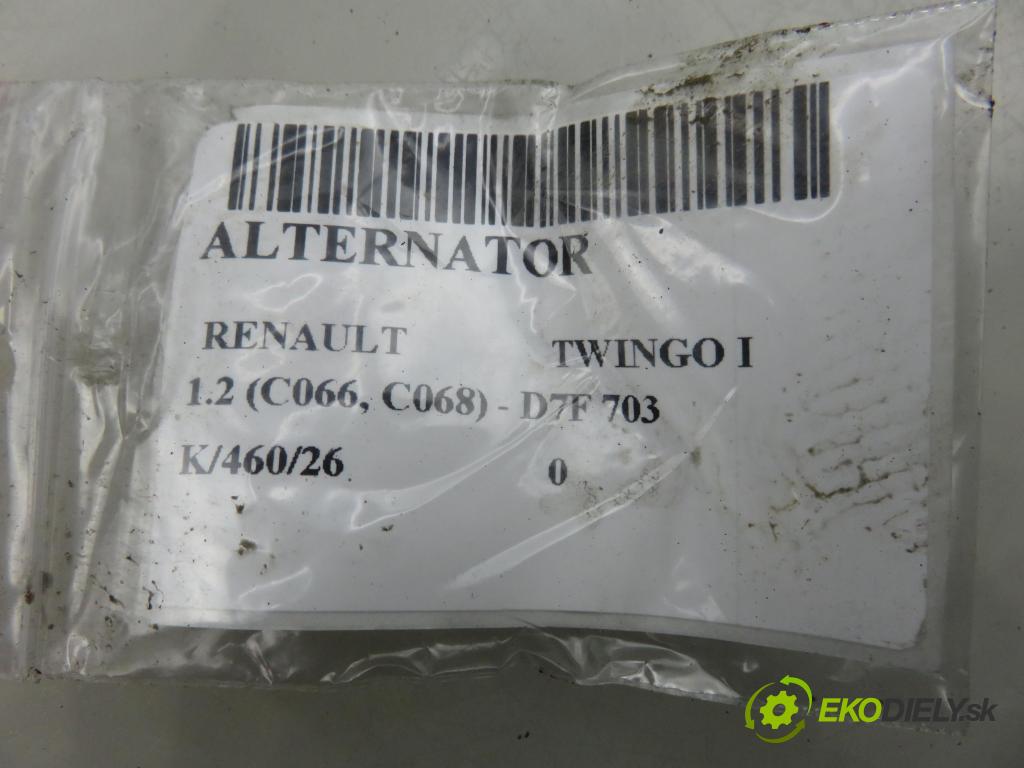 ALTERNATOR
RENAULT TWINGO I
1.2 (C066, C068) - D7F 703
K/460/26 0
EKODIELY.sk